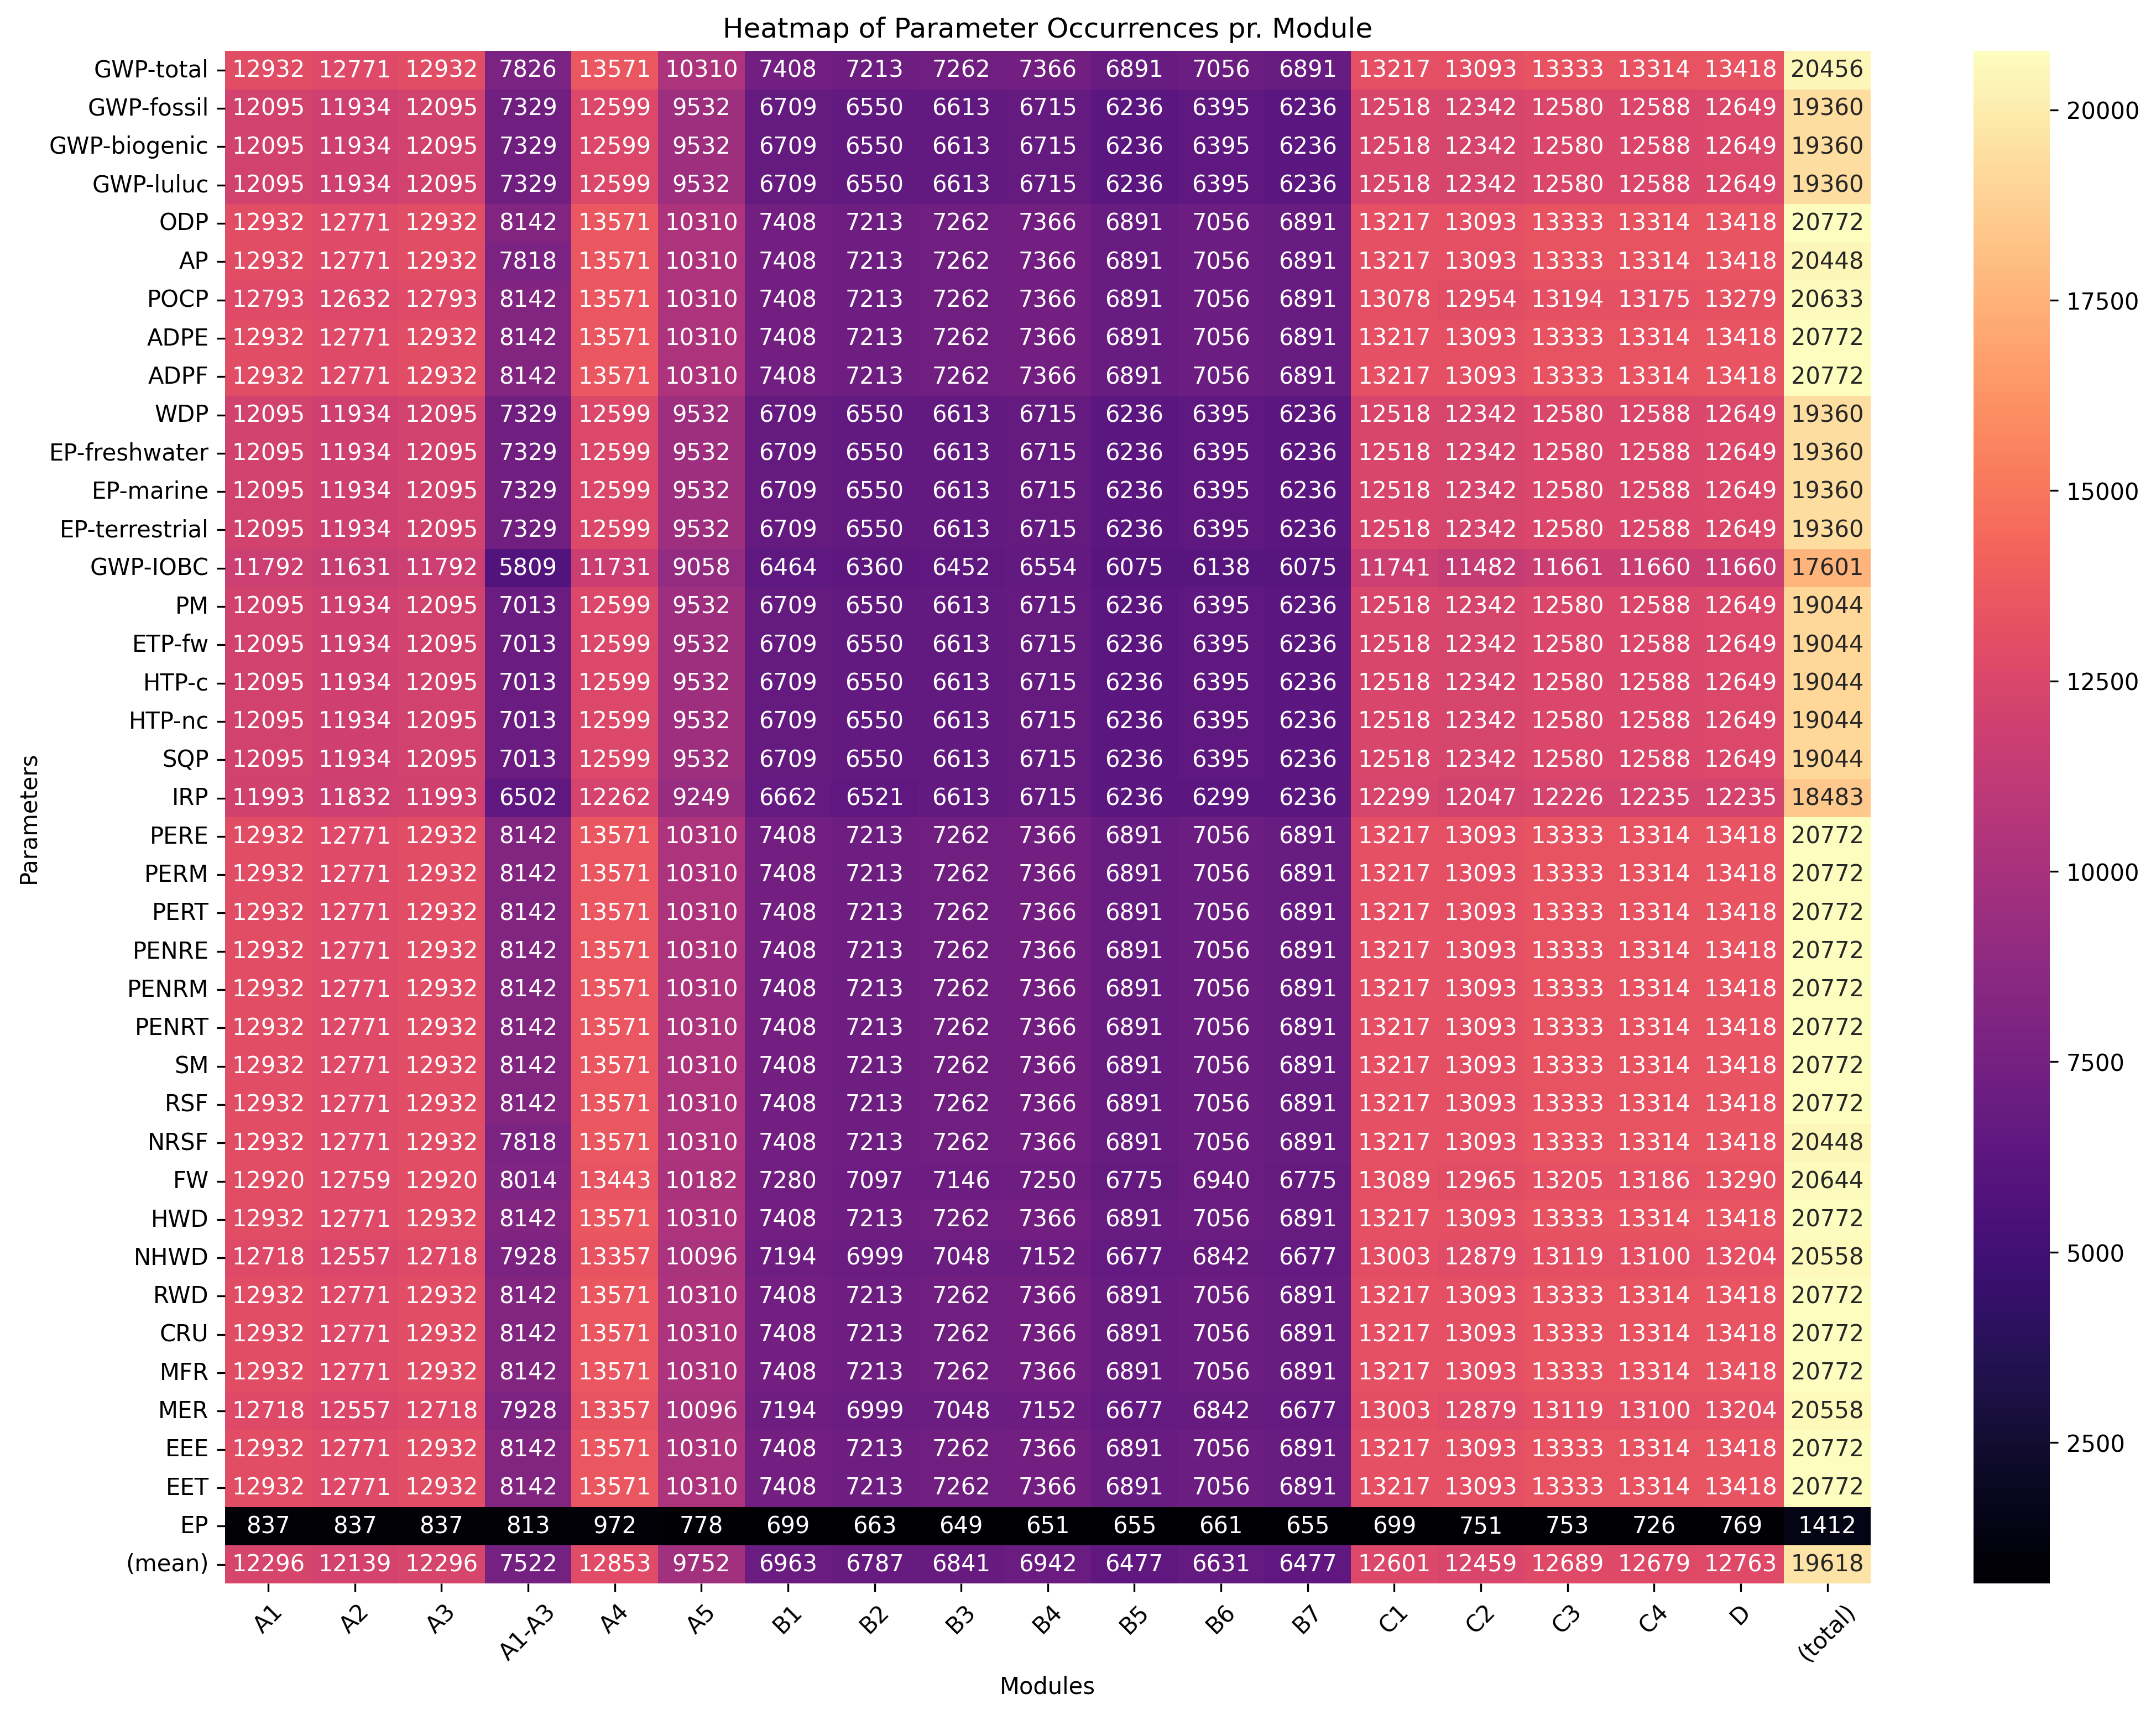 Heatmap of Parameter Occurrences pr. Module
GWP-total 12932 12771 12932 7826 13571 10310 7408 7213 7262 7366 6891 7056 6891 13217 13093 13333 13314 13418 20456
GWP-fossil 12095 11934 12095 7329 12599 9532 6709 6550 6613 6715 6236 6395 6236 12518 12342 12580 12588 12649 19360
GWP-biogenic 12095 11934 12095 7329 12599 9532 6709 6550 6613 6715 6236 6395 6236 12518 12342 12580 12588 12649 19360
GWP-luluc 12095 11934 12095 7329 12599 9532 6709 6550 6613 6715 6236 6395 6236 12518 12342 12580 12588 12649 19360
ODP 12932 12771 12932 8142 13571 10310 7408 7213 7262 7366 6891 7056 6891 13217 13093 13333 13314 13418 20772
AP 12932 12771 12932 7818 13571 10310 7408 7213 7262 7366 6891 7056 6891 13217 13093 13333 13314 13418 20448
POCP 12793 12632 12793 8142 13571 10310 7408 7213 7262 7366 6891 7056 6891 13078 12954 13194 13175 13279 20633
ADPE 12932 12771 12932 8142 13571 10310 7408 7213 7262 7366 6891 7056 6891 13217 13093 13333 13314 13418 20772
ADPF 12932 12771 12932 8142 13571 10310 7408 7213 7262 7366 6891 7056 6891 13217 13093 13333 13314 13418 20772
WDP 12095 11934 12095 7329 12599 9532 6709 6550 6613 6715 6236 6395 6236 12518 12342 12580 12588 12649 19360
EP-freshwater 12095 11934 12095 7329 12599 9532 6709 6550 6613 6715 6236 6395 6236 12518 12342 12580 12588 12649 19360
EP-marine 12095 11934 12095 7329 12599 9532 6709 6550 6613 6715 6236 6395 6236 12518 12342 12580 12588 12649 19360
EP-terrestrial 12095 11934 12095 7329 12599 9532 6709 6550 6613 6715 6236 6395 6236 12518 12342 12580 12588 12649 19360
GWP-IOBC 11792 11631 11792 5809 11731 9058 6464 6360 6452 6554 6075 6138 6075 11741 11482 11661 11660 11660 17601
PM 12095 11934 12095 7013 12599 9532 6709 6550 6613 6715 6236 6395 6236 12518 12342 12580 12588 12649 19044
ETP-fw 12095 11934 12095 7013 12599 9532 6709 6550 6613 6715 6236 6395 6236 12518 12342 12580 12588 12649 19044
HTP-c 12095 11934 12095 7013 12599 9532 6709 6550 6613 6715 6236 6395 6236 12518 12342 12580 12588 12649 19044
HTP-nc 12095 11934 12095 7013 12599 9532 6709 6550 6613 6715 6236 6395 6236 12518 12342 12580 12588 12649 19044
SQP 12095 11934 12095 7013 12599 9532 6709 6550 6613 6715 6236 6395 6236 12518 12342 12580 12588 12649 19044
IRP 11993 11832 11993 6502 12262 9249 6662 6521 6613 6715 6236 6299 6236 12299 12047 12226 12235 12235 18483
PERE 12932 12771 12932 8142 13571 10310 7408 7213 7262 7366 6891 7056 6891 13217 13093 13333 13314 13418 20772
PERM 12932 12771 12932 8142 13571 10310 7408 7213 7262 7366 6891 7056 6891 13217 13093 13333 13314 13418 20772
PERT 12932 12771 12932 8142 13571 10310 7408 7213 7262 7366 6891 7056 6891 13217 13093 13333 13314 13418 20772
PENRE 12932 12771 12932 8142 13571 10310 7408 7213 7262 7366 6891 7056 6891 13217 13093 13333 13314 13418 20772
PENRM 12932 12771 12932 8142 13571 10310 7408 7213 7262 7366 6891 7056 6891 13217 13093 13333 13314 13418 20772
PENRT 12932 12771 12932 8142 13571 10310 7408 7213 7262 7366 6891 7056 6891 13217 13093 13333 13314 13418 20772
SM 12932 12771 12932 8142 13571 10310 7408 7213 7262 7366 6891 7056 6891 13217 13093 13333 13314 13418 20772
RSF 12932 12771 12932 8142 13571 10310 7408 7213 7262 7366 6891 7056 6891 13217 13093 13333 13314 13418 20772
NRSF 12932 12771 12932 7818 13571 10310 7408 7213 7262 7366 6891 7056 6891 13217 13093 13333 13314 13418 20448
FW 12920 12759 12920 8014 13443 10182 7280 7097 7146 7250 6775 6940 6775 13089 12965 13205 13186 13290 20644
HWD 12932 12771 12932 8142 13571 10310 7408 7213 7262 7366 6891 7056 6891 13217 13093 13333 13314 13418 20772
NHWD 12718 12557 12718 7928 13357 10096 7194 6999 7048 7152 6677 6842 6677 13003 12879 13119 13100 13204 20558
RWD 12932 12771 12932 8142 13571 10310 7408 7213 7262 7366 6891 7056 6891 13217 13093 13333 13314 13418 20772
CRU 12932 12771 12932 8142 13571 10310 7408 7213 7262 7366 6891 7056 6891 13217 13093 13333 13314 13418 20772
MFR 12932 12771 12932 8142 13571 10310 7408 7213 7262 7366 6891 7056 6891 13217 13093 13333 13314 13418 20772
MER 12718 12557 12718 7928 13357 10096 7194 6999 7048 7152 6677 6842 6677 13003 12879 13119 13100 13204 20558
EEE 12932 12771 12932 8142 13571 10310 7408 7213 7262 7366 6891 7056 6891 13217 13093 13333 13314 13418 20772
EET 12932 12771 12932 8142 13571 10310 7408 7213 7262 7366 6891 7056 6891 13217 13093 13333 13314 13418 20772
EP 837 837 837 813 972 778 699 663 649 651 655 661 655 699 751 753 726 769 1412
(mean) 12296 12139 12296 7522 12853 9752 6963 6787 6841 6942 6477 6631 6477 12601 12459 12689 12679 12763 19618
A1 A2 A3 A1-A3 A4 A5 B1 B2 B3 B4 B5 B6 B7 C1 C2 C3 C4 D (total)
Modules
Parameters
20000
17500
15000
12500
10000
7500
5000
2500